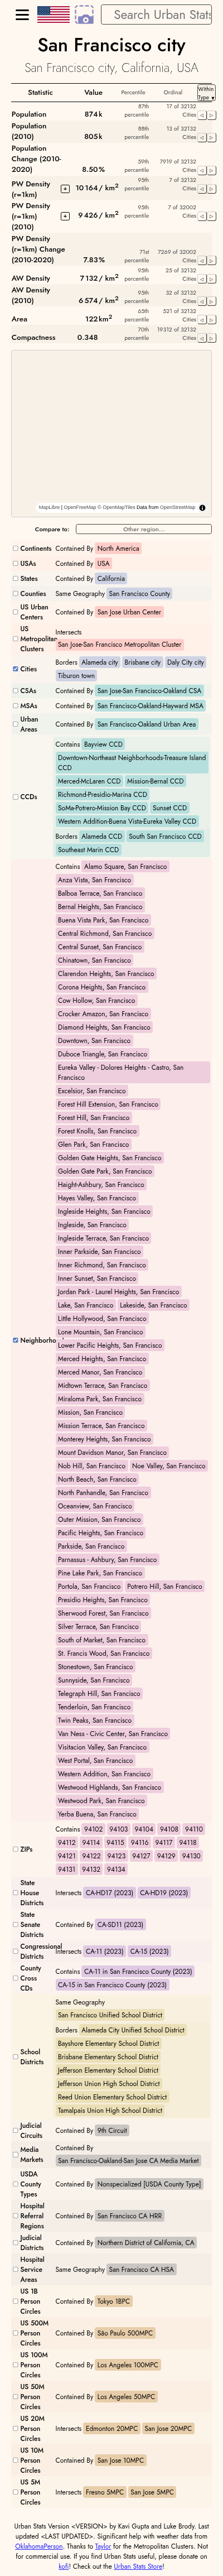 Search Urban Stats
San Francisco city
San Francisco city, California, USA
Statistic Value Percentile Ordinal Within Type ▼
Population 874k 87th percentile 17 of 32132 Cities
Population (2010) 805k 88th percentile 13 of 32132 Cities
Population Change (2010-2020) 8.50% 59th percentile 7919 of 32132 Cities
PW Density (r=1km) + 10164/ km2 95th percentile 7 of 32132 Cities
PW Density (r=1km) (2010) + 9426/ km2 95th percentile 7 of 32002 Cities
PW Density (r=1km) Change (2010-2020) 7.83% 71st percentile 7269 of 32002 Cities
AW Density 7132/ km2 95th percentile 25 of 32132 Cities
AW Density (2010) 6574/ km2 95th percentile 32 of 32132 Cities
Area 122km2 65th percentile 521 of 32132 Cities
Compactness 0.348 70th percentile 19312 of 32132 Cities
MapLibre | OpenFreeMap © OpenMapTiles Data from OpenStreetMap
Compare to: Other region...
Continents Contained By North America
USAs Contained By USA
States Contained By California
Counties Same Geography San Francisco County
US Urban Centers Contained By San Jose Urban Center
US Metropolitan Clusters Intersects San Jose-San Francisco Metropolitan Cluster
Cities Borders Alameda city Brisbane city Daly City city
Tiburon town
CSAs Contained By San Jose-San Francisco-Oakland CSA
MSAs Contained By San Francisco-Oakland-Hayward MSA
Urban Areas Contained By San Francisco-Oakland Urban Area
CCDs Contains Bayview CCD
Downtown-Northeast Neighborhoods-Treasure Island CCD
Merced-McLaren CCD Mission-Bernal CCD
Richmond-Presidio-Marina CCD
SoMa-Potrero-Mission Bay CCD Sunset CCD
Western Addition-Buena Vista-Eureka Valley CCD
Borders Alameda CCD South San Francisco CCD
Southeast Marin CCD
Neighborhoods Contains Alamo Square, San Francisco
Anza Vista, San Francisco
Balboa Terrace, San Francisco
Bernal Heights, San Francisco
Buena Vista Park, San Francisco
Central Richmond, San Francisco
Central Sunset, San Francisco
Chinatown, San Francisco
Clarendon Heights, San Francisco
Corona Heights, San Francisco
Cow Hollow, San Francisco
Crocker Amazon, San Francisco
Diamond Heights, San Francisco
Downtown, San Francisco
Duboce Triangle, San Francisco
Eureka Valley - Dolores Heights - Castro, San Francisco
Excelsior, San Francisco
Forest Hill Extension, San Francisco
Forest Hill, San Francisco
Forest Knolls, San Francisco
Glen Park, San Francisco
Golden Gate Heights, San Francisco
Golden Gate Park, San Francisco
Haight-Ashbury, San Francisco
Hayes Valley, San Francisco
Ingleside Heights, San Francisco
Ingleside, San Francisco
Ingleside Terrace, San Francisco
Inner Parkside, San Francisco
Inner Richmond, San Francisco
Inner Sunset, San Francisco
Jordan Park - Laurel Heights, San Francisco
Lake, San Francisco Lakeside, San Francisco
Little Hollywood, San Francisco
Lone Mountain, San Francisco
Lower Pacific Heights, San Francisco
Merced Heights, San Francisco
Merced Manor, San Francisco
Midtown Terrace, San Francisco
Miraloma Park, San Francisco
Mission, San Francisco
Mission Terrace, San Francisco
Monterey Heights, San Francisco
Mount Davidson Manor, San Francisco
Nob Hill, San Francisco Noe Valley, San Francisco
North Beach, San Francisco
North Panhandle, San Francisco
Oceanview, San Francisco
Outer Mission, San Francisco
Pacific Heights, San Francisco
Parkside, San Francisco
Parnassus - Ashbury, San Francisco
Pine Lake Park, San Francisco
Portola, San Francisco Potrero Hill, San Francisco
Presidio Heights, San Francisco
Sherwood Forest, San Francisco
Silver Terrace, San Francisco
South of Market, San Francisco
St. Francis Wood, San Francisco
Stonestown, San Francisco
Sunnyside, San Francisco
Telegraph Hill, San Francisco
Tenderloin, San Francisco
Twin Peaks, San Francisco
Van Ness - Civic Center, San Francisco
Visitacion Valley, San Francisco
West Portal, San Francisco
Western Addition, San Francisco
Westwood Highlands, San Francisco
Westwood Park, San Francisco
Yerba Buena, San Francisco
ZIPs Contains 94102 94103 94104 94108 94110
94112 94114 94115 94116 94117 94118
94121 94122 94123 94127 94129 94130
94131 94132 94134
State House Districts Intersects CA-HD17 (2023) CA-HD19 (2023)
State Senate Districts Contained By CA-SD11 (2023)
Congressional Districts Intersects CA-11 (2023) CA-15 (2023)
County Cross CDs Contains CA-11 in San Francisco County (2023)
CA-15 in San Francisco County (2023)
School Districts Same Geography
San Francisco Unified School District
Borders Alameda City Unified School District
Bayshore Elementary School District
Brisbane Elementary School District
Jefferson Elementary School District
Jefferson Union High School District
Reed Union Elementary School District
Tamalpais Union High School District
Judicial Circuits Contained By 9th Circuit
Media Markets Contained By San Francisco-Oakland-San Jose CA Media Market
USDA County Types Contained By Nonspecialized [USDA County Type]
Hospital Referral Regions Contained By San Francisco CA HRR
Judicial Districts Contained By Northern District of California, CA
Hospital Service Areas Same Geography San Francisco CA HSA
US 1B Person Circles Contained By Tokyo 1BPC
US 500M Person Circles Contained By São Paulo 500MPC
US 100M Person Circles Contained By Los Angeles 100MPC
US 50M Person Circles Contained By Los Angeles 50MPC
US 20M Person Circles Intersects Edmonton 20MPC San Jose 20MPC
US 10M Person Circles Contained By San Jose 10MPC
US 5M Person Circles Intersects Fresno 5MPC San Jose 5MPC
Urban Stats Version <VERSION> by Kavi Gupta and Luke Brody. Last updated <LAST UPDATED>. Significant help with weather data from OklahomaPerson. Thanks to Taylor for the Metropolitan Clusters. Not for commercial use. If you find Urban Stats useful, please donate on kofi! Check out the Urban Stats Store!